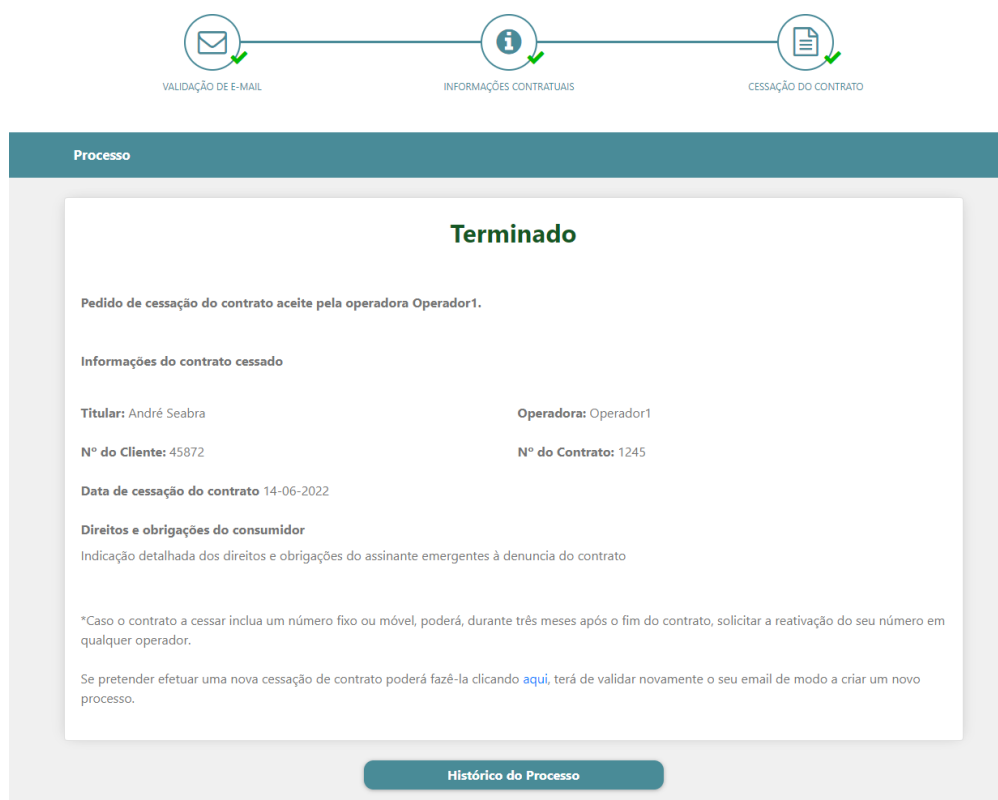 VALIDAÇÃO DE E-MAIL
INFORMAÇÕES CONTRATUAIS
CESSAÇÃO DO CONTRATO
Processo
Terminado
Pedido de cessação do contrato aceite pela operadora Operador1.
Informações do contrato cessado
Titular: André Seabra
Operadora: Operador1
Nº do Cliente: 45872
Nº do Contrato: 1245
Data de cessação do contrato 14-06-2022
Direitos e obrigações do consumidor
Indicação detalhada dos direitos e obrigações do assinante emergentes à denuncia do contrato
*Caso o contrato a cessar inclua um número fixo ou móvel, poderá, durante três meses após o fim do contrato, solicitar a reativação do seu número em
qualquer operador.
Se pretender efetuar uma nova cessação de contrato poderá fazê-la clicando aqui, terá de validar novamente o seu email de modo a criar um novo
processo.
Histórico do Processo